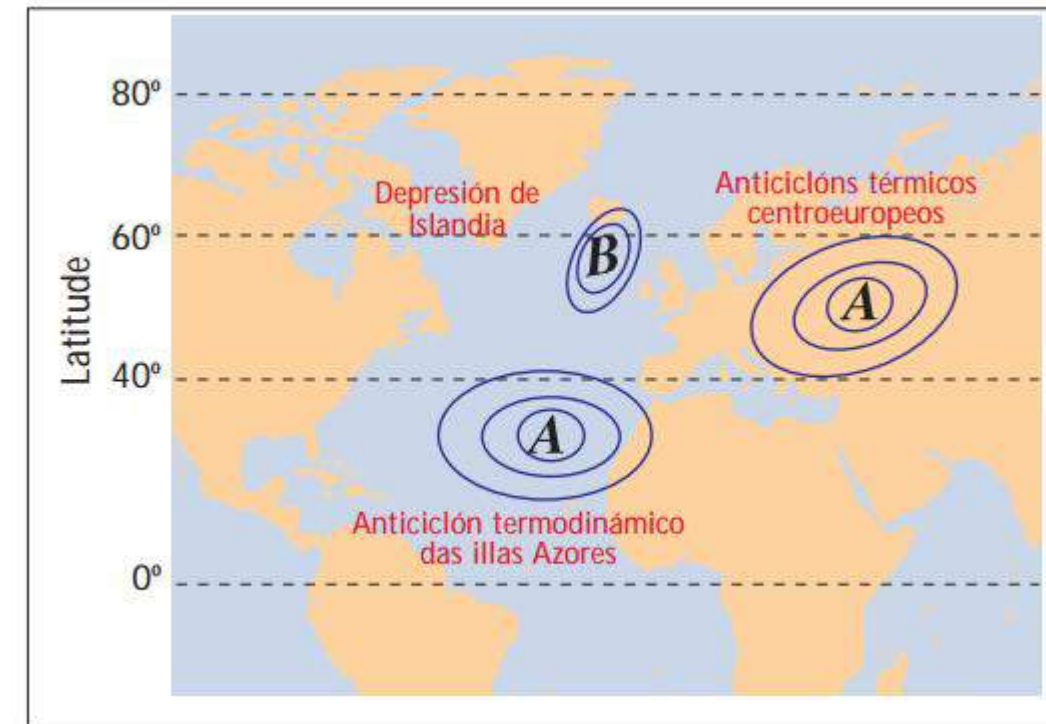 80º
Depresión de
Islandia
Anticiclóns térmicos
centroeuropeos
60º
B
A
Latitude
40º
A
Anticiclón termodinámico
das illas Azores
0º